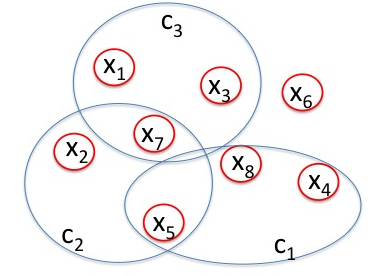 c₃
x₁
x₃
x₆
x₇
x₂
x₈
x₄
x₅
c₂
c₁